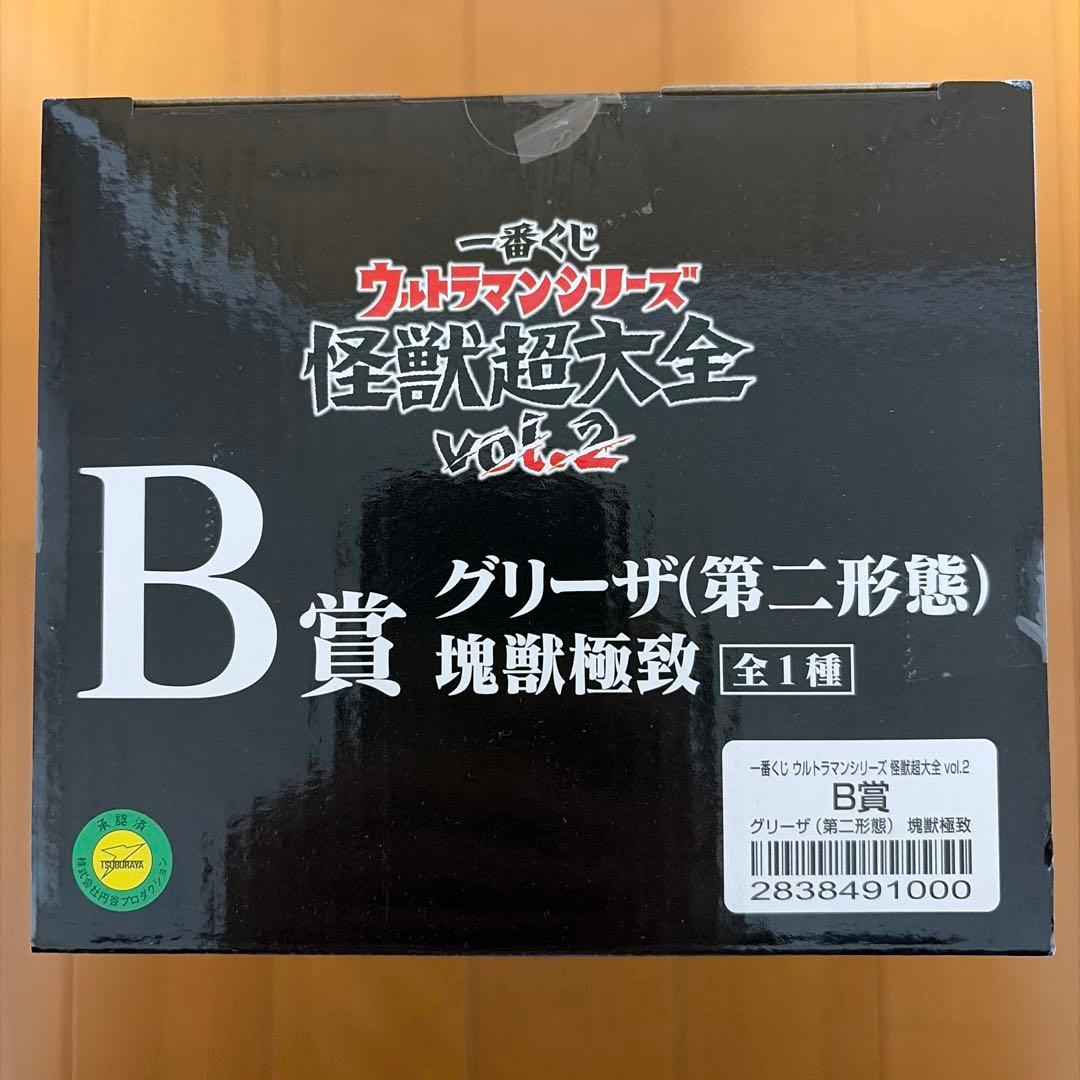 一番くじ
ウルトラマンシリーズ
怪獣超大全
vol.2
B賞
グリーザ(第二形態)
塊獣極致 全1種
承認済
TSUBURAYA
株式会社円谷プロダクション
一番くじ ウルトラマンシリーズ 怪獣超大全 vol.2
B賞
グリーザ(第二形態) 塊獣極致
2838491000